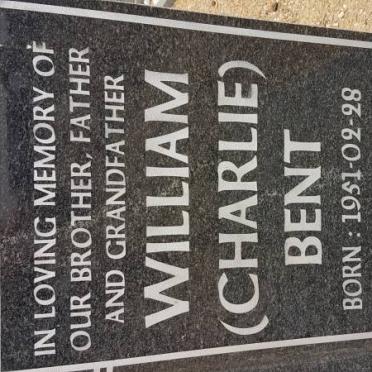 IN LOVING MEMORY OF
OUR BROTHER, FATHER
AND GRANDFATHER
WILLIAM
(CHARLIE)
BENT
BORN : 1951-02-28